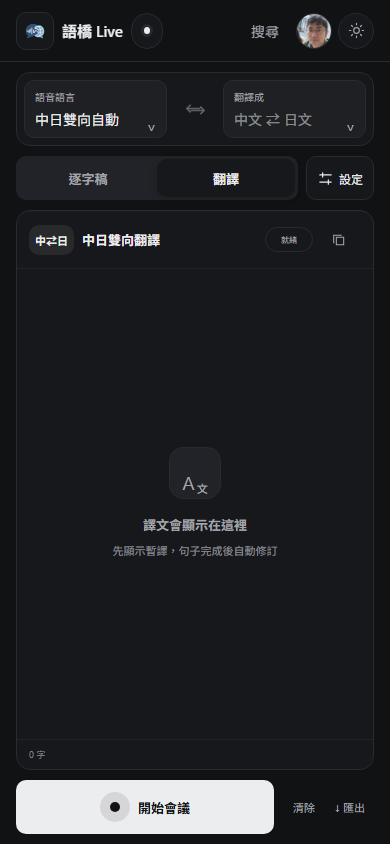 語橋 Live
搜尋
語音語言
中日雙向自動
翻譯成
中文 ⇄ 日文
逐字稿
翻譯
設定
中⇄日
中日雙向翻譯
就緒
A文
譯文會顯示在這裡
先顯示暫譯，句子完成後自動修訂
0 字
開始會議
清除
↓ 匯出